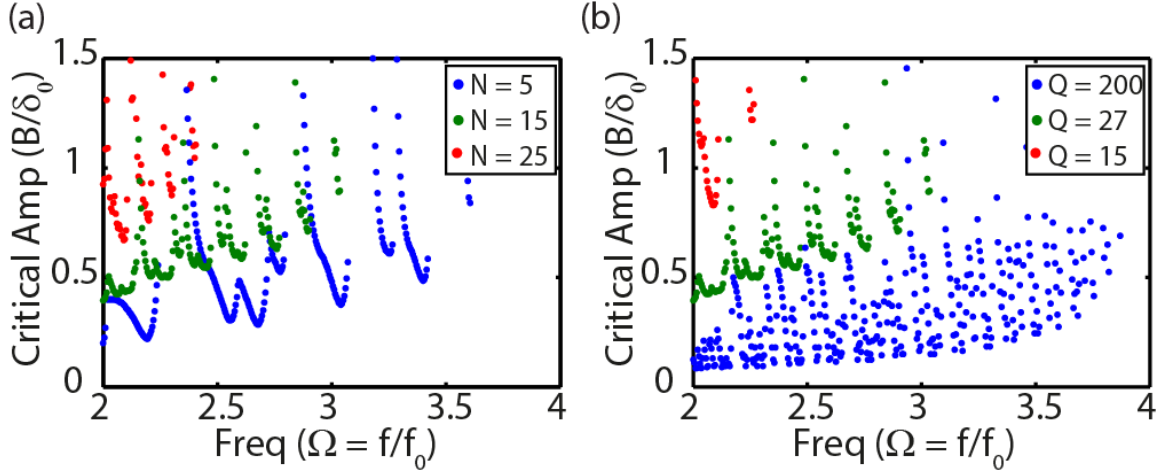 (a)
Critical Amp (B/δ₀)
1.5
1
0.5
0
2
2.5
3
3.5
4
Freq (Ω = f/f₀)
N = 5
N = 15
N = 25
(b)
Critical Amp (B/δ₀)
1.5
1
0.5
0
2
2.5
3
3.5
4
Freq (Ω = f/f₀)
Q = 200
Q = 27
Q = 15